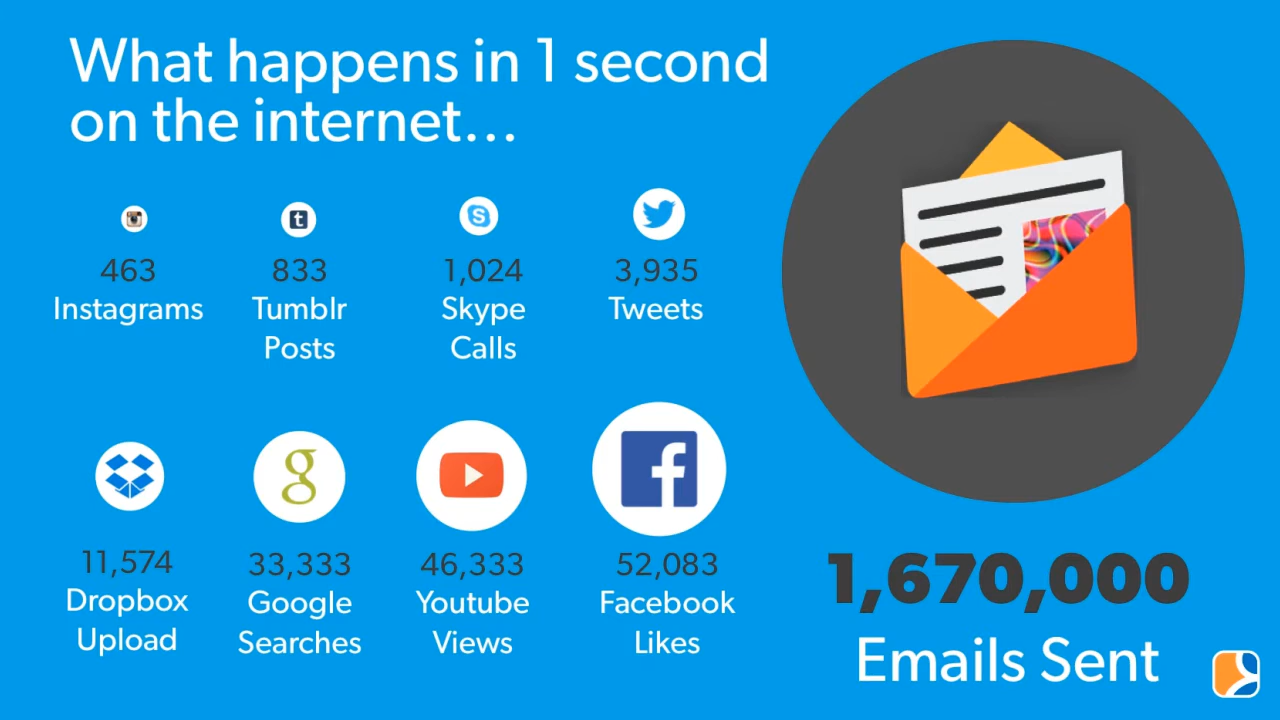 What happens in 1 second
on the internet...
463
Instagrams
833
Tumblr
Posts
1,024
Skype
Calls
3,935
Tweets
11,574
Dropbox
Upload
33,333
Google
Searches
46,333
Youtube
Views
52,083
Facebook
Likes
1,670,000
Emails Sent